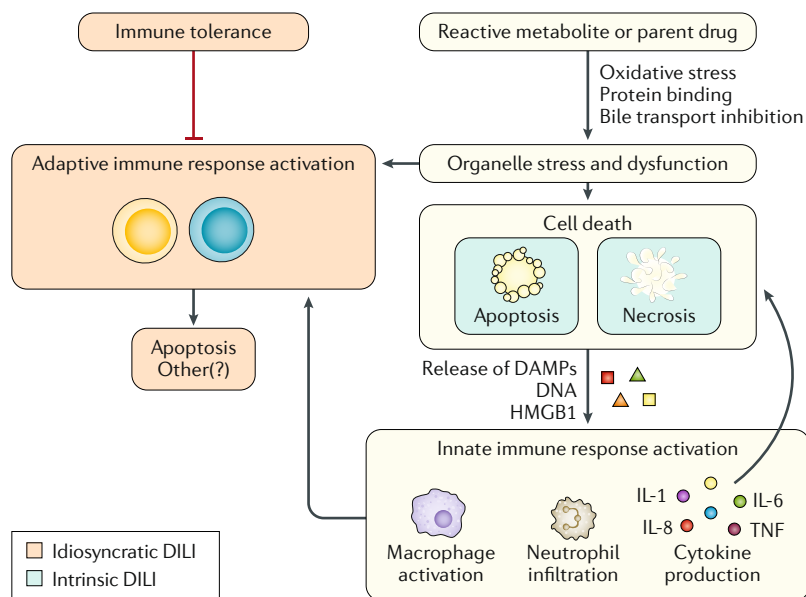 Immune tolerance
Reactive metabolite or parent drug
Oxidative stress
Protein binding
Bile transport inhibition
Adaptive immune response activation
Organelle stress and dysfunction
Cell death
Apoptosis
Necrosis
Apoptosis
Other(?)
Release of DAMPs
DNA
HMGB1
Innate immune response activation
IL-1
IL-6
IL-8
TNF
Macrophage
activation
Neutrophil
infiltration
Cytokine
production
Idiosyncratic DILI
Intrinsic DILI